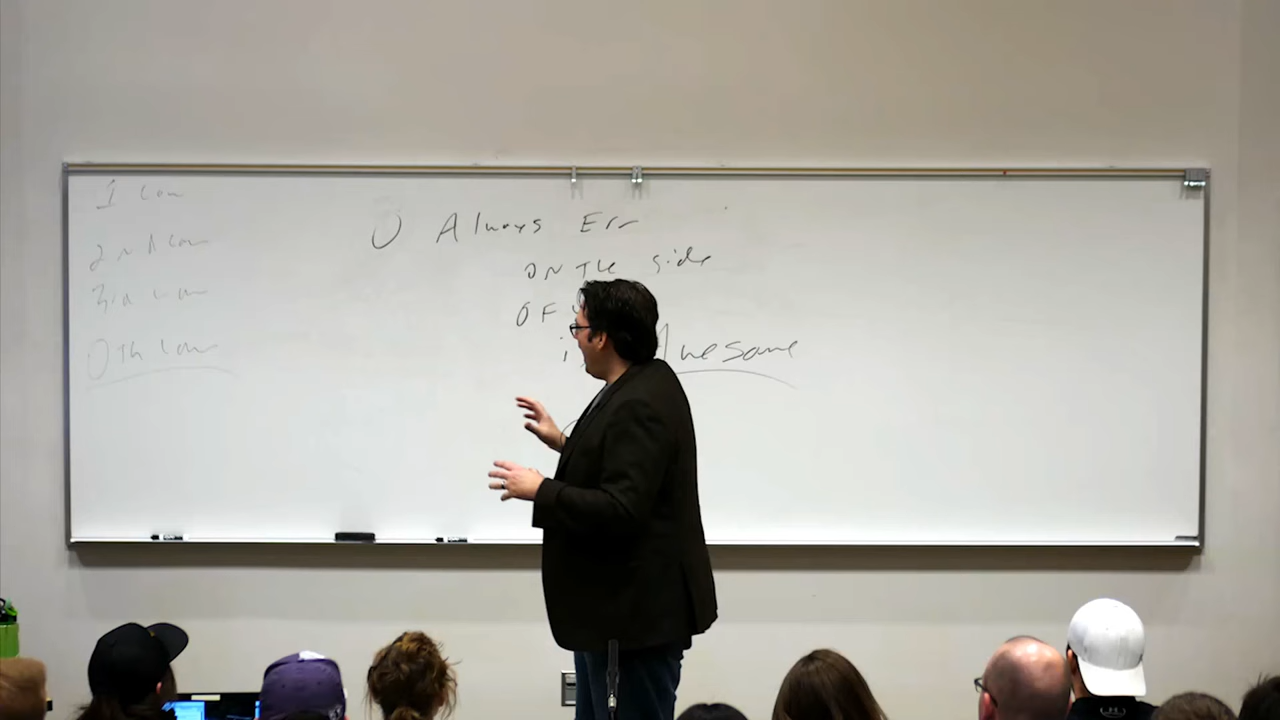 1 Law
2nd Law
3rd Law
0th Law
0 Always Err
on the side
OF
Awesome